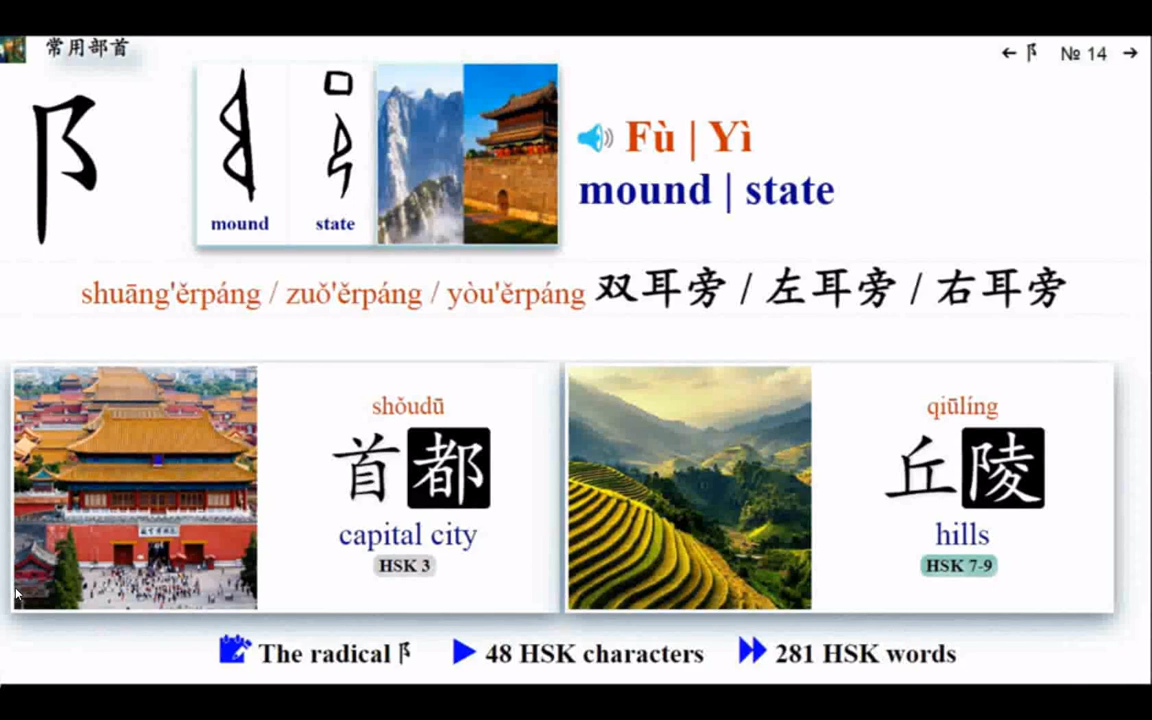 常用部首
← 阝 № 14 →
阝
mound state
Fù | Yì
mound | state
shuāng'ěrpáng / zuǒ'ěrpáng / yòu'ěrpáng 双耳旁 / 左耳旁 / 右耳旁
shǒudū
首都
capital city
HSK 3
qiūlíng
丘陵
hills
HSK 7-9
The radical 阝 48 HSK characters 281 HSK words